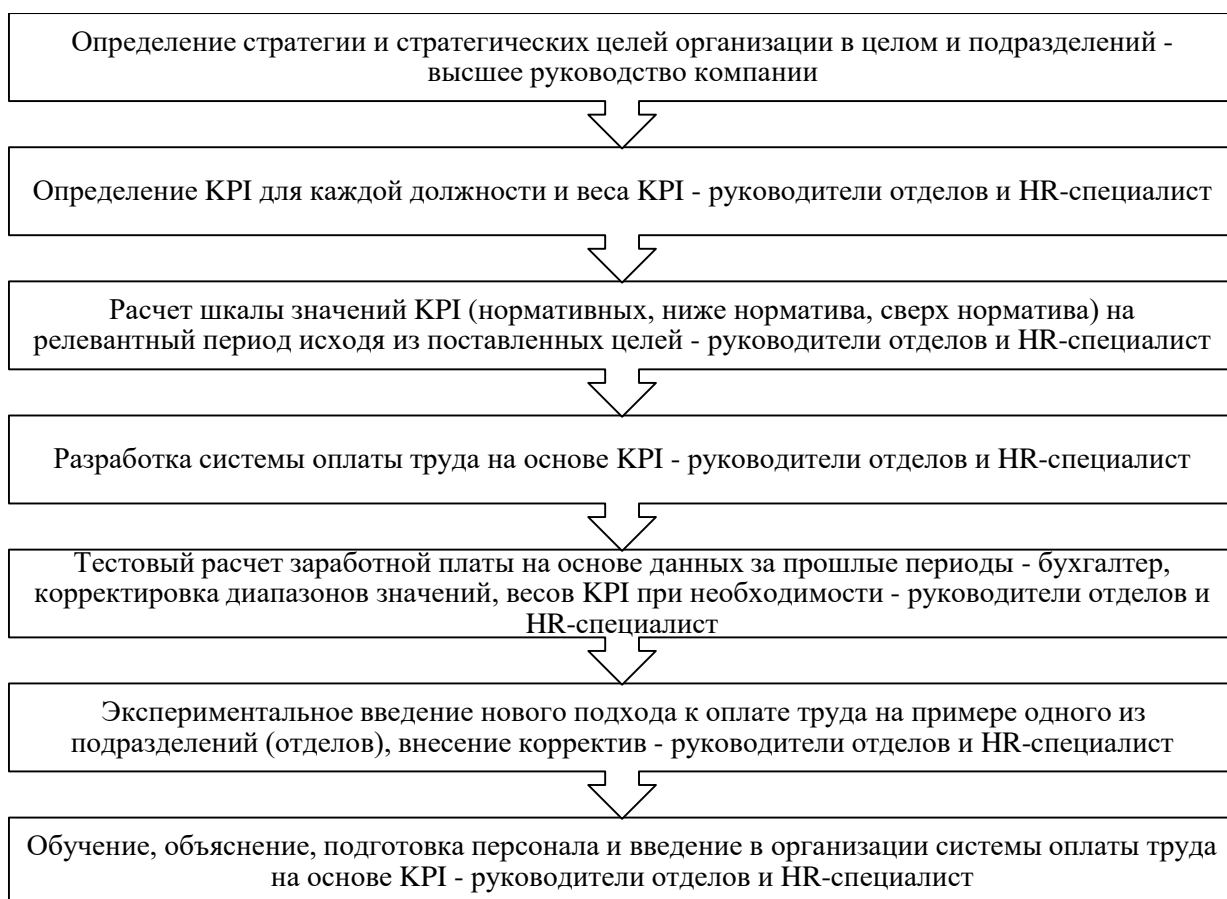 Определение стратегии и стратегических целей организации в целом и подразделений -
высшее руководство компании
Определение KPI для каждой должности и веса KPI - руководители отделов и HR-специалист
Расчет шкалы значений KPI (нормативных, ниже норматива, сверх норматива) на
релевантный период исходя из поставленных целей - руководители отделов и HR-специалист
Разработка системы оплаты труда на основе KPI - руководители отделов и HR-специалист
Тестовый расчет заработной платы на основе данных за прошлые периоды - бухгалтер,
корректировка диапазонов значений, весов KPI при необходимости - руководители отделов и
HR-специалист
Экспериментальное введение нового подхода к оплате труда на примере одного из
подразделений (отделов), внесение корректив - руководители отделов и HR-специалист
Обучение, объяснение, подготовка персонала и введение в организации системы оплаты труда
на основе KPI - руководители отделов и HR-специалист